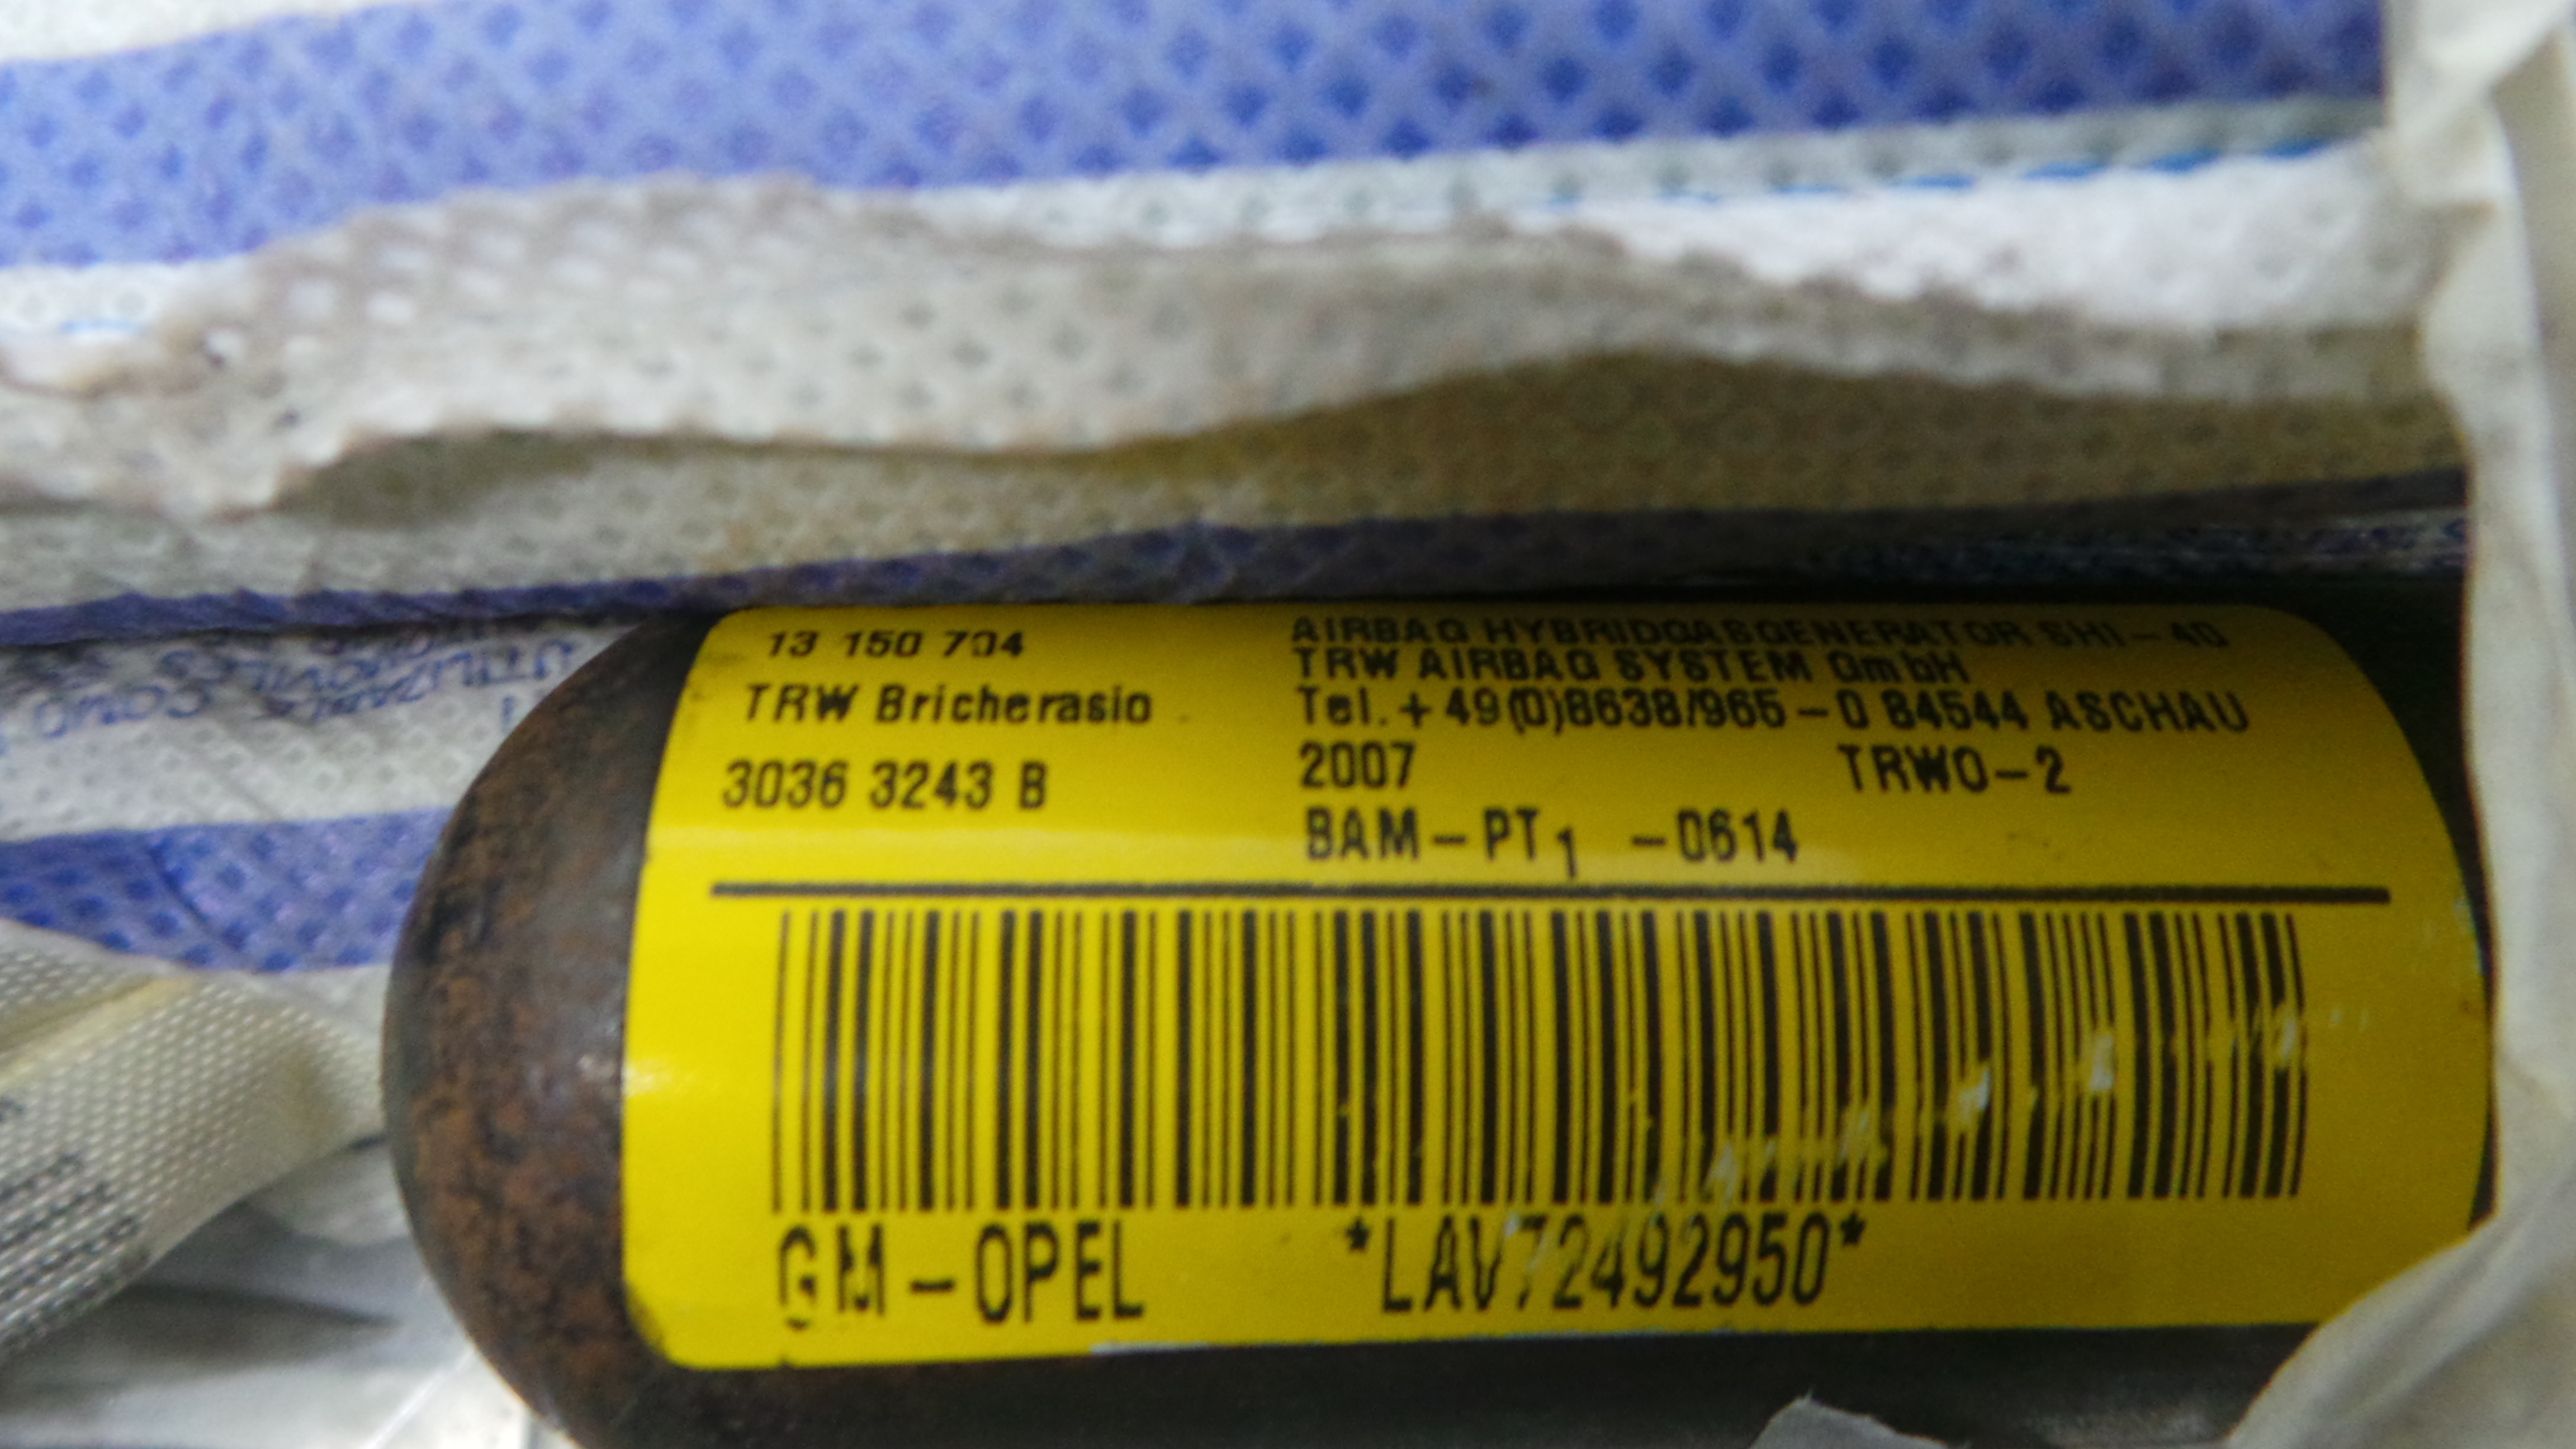 13 150 704
TRW Bricherasio
3036 3243 B
AIRBAG HYBRIDGASGENERATOR SHI-40
TRW AIRBAG SYSTEM GmbH
Tel.+49(0)8638/965-0 84544 ASCHAU
2007 TRWO-2
BAM-PT1 -0614
GM-OPEL *LAV72492950*